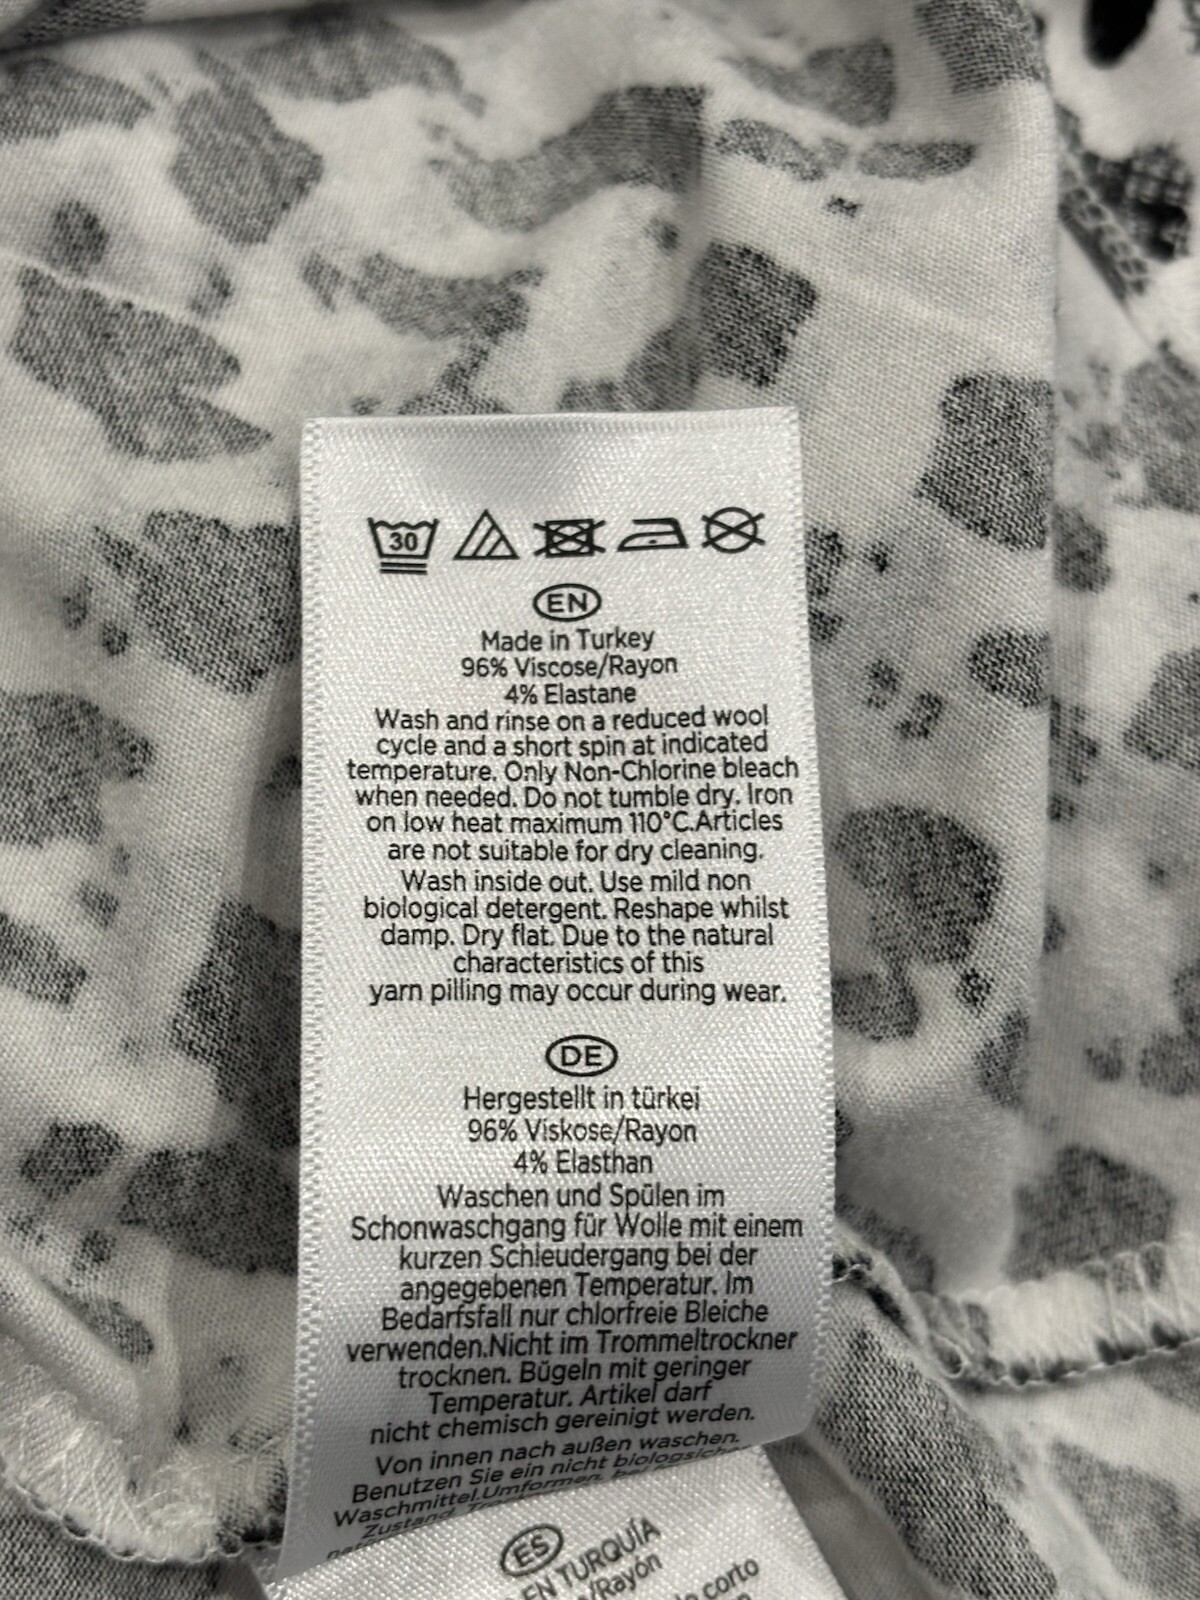 30
EN
Made in Turkey
96% Viscose/Rayon
4% Elastane
Wash and rinse on a reduced wool
cycle and a short spin at indicated
temperature. Only Non-Chlorine bleach
when needed. Do not tumble dry. Iron
on low heat maximum 110°C.Articles
are not suitable for dry cleaning.
Wash inside out. Use mild non
biological detergent. Reshape whilst
damp. Dry flat. Due to the natural
characteristics of this
yarn pilling may occur during wear.
DE
Hergestellt in türkei
96% Viskose/Rayon
4% Elasthan
Waschen und Spülen im
Schonwaschgang für Wolle mit einem
kurzen Schleudergang bei der
angegebenen Temperatur. Im
Bedarfsfall nur chlorfreie Bleiche
verwenden.Nicht im Trommeltrockner
trocknen. Bügeln mit geringer
Temperatur. Artikel darf
nicht chemisch gereinigt werden.
Von innen nach außen waschen.
Benutzen Sie ein nicht biologsiches
Waschmittel.Umformen,
Zustand.
ES
EN TURQUÍA
/Rayón
corto